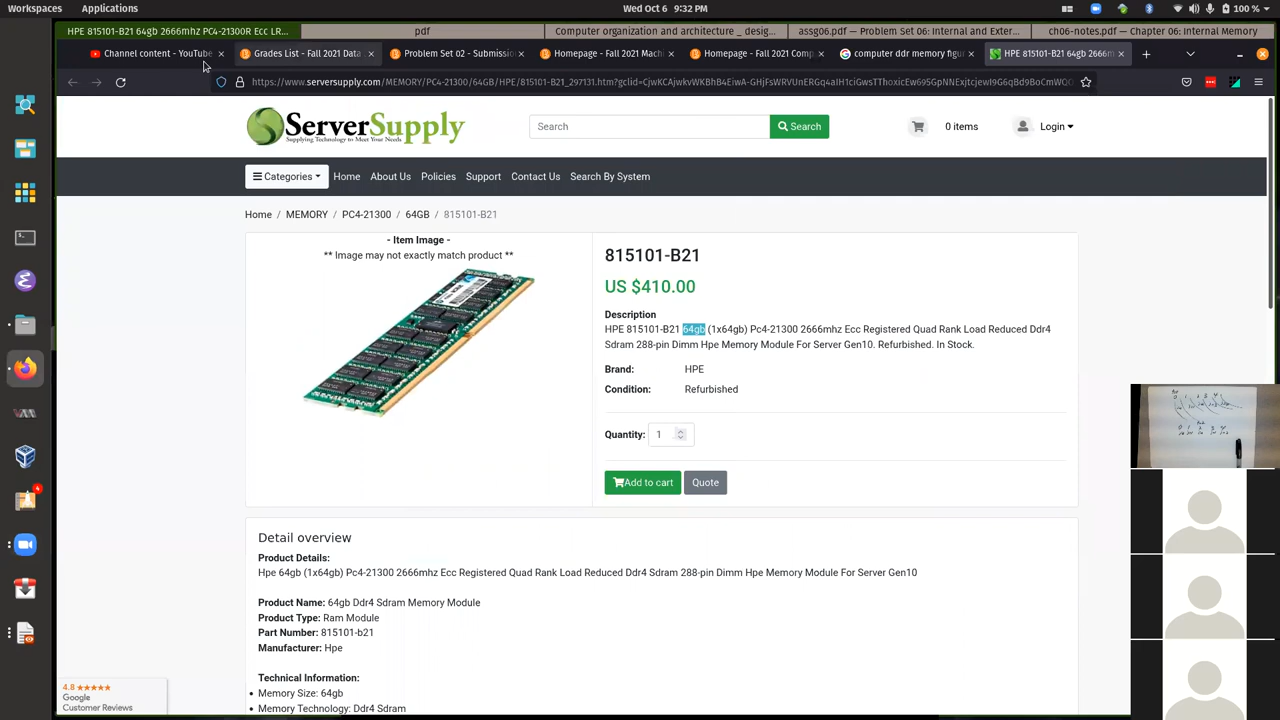 Workspaces Applications Wed Oct 6 9:32 PM 100 %
HPE 815101-B21 64gb 2666mhz PC4-21300R Ecc LR... pdf Computer organization and architecture _ design... assg06.pdf — Problem Set 06: Internal Memory ch06-notes.pdf — Chapter 06: Internal Memory
Channel content - YouTube Grades List - Fall 2021 Data Problem Set 02 - Submissio Homepage - Fall 2021 Machi Homepage - Fall 2021 Comp computer ddr memory figu HPE 815101-B21 64gb 2666m
https://www.serversupply.com/MEMORY/PC4-21300/64GB/HPE/815101-B21_297131.htm?gclid=
ServerSupply
Supplying Technology to Meet Your Needs
Search Search 0 items Login
Categories Home About Us Policies Support Contact Us Search By System
Home / MEMORY / PC4-21300 / 64GB / 815101-B21
- Item Image -
** Image may not exactly match product **
815101-B21
US $410.00
Description
HPE 815101-B21 64gb (1x64gb) Pc4-21300 2666mhz Ecc Registered Quad Rank Load Reduced Ddr4
Sdram 288-pin Dimm Hpe Memory Module For Server Gen10. Refurbished. In Stock.
Brand: HPE
Condition: Refurbished
Quantity: 1
Add to cart Quote
Detail overview
Product Details:
Hpe 64gb (1x64gb) Pc4-21300 2666mhz Ecc Registered Quad Rank Load Reduced Ddr4 Sdram 288-pin Dimm Hpe Memory Module For Server Gen10
Product Name: 64gb Ddr4 Sdram Memory Module
Product Type: Ram Module
Part Number: 815101-b21
Manufacturer: Hpe
Technical Information:
• Memory Size: 64gb
• Memory Technology: Ddr4 Sdram
4.8 ★★★★★
Google
Customer Reviews
4